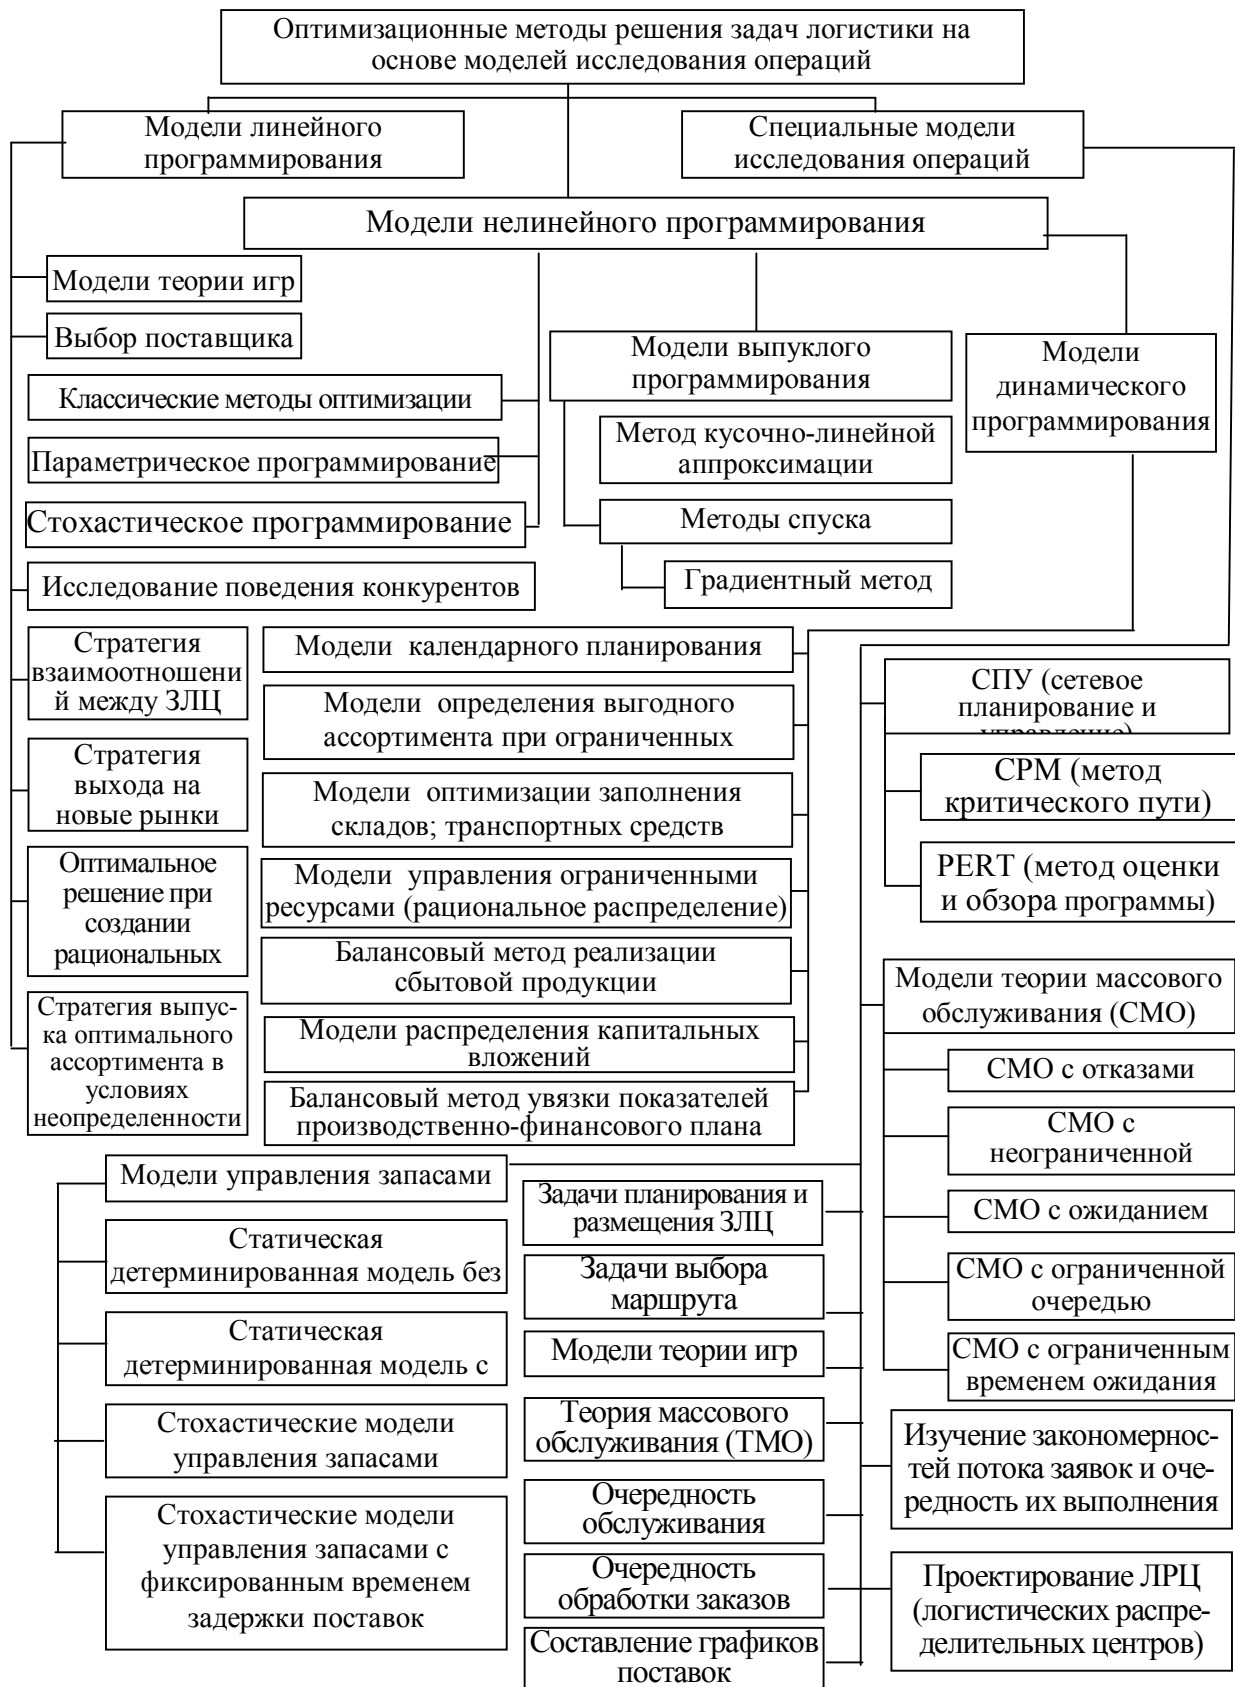 Оптимизационные методы решения задач логистики на
основе моделей исследования операций
Модели линейного
программирования
Специальные модели
исследования операций
Модели нелинейного программирования
Модели теории игр
Выбор поставщика
Классические методы оптимизации
Параметрическое программирование
Стохастическое программирование
Модели выпуклого
программирования
Метод кусочно-линейной
аппроксимации
Методы спуска
Градиентный метод
Модели
динамического
программирования
Исследование поведения конкурентов
Стратегия
взаимоотношени
й между ЗЛЦ
Стратегия
выхода на
новые рынки
Оптимальное
решение при
создании
рациональных
Стратегия выпус-
ка оптимального
ассортимента в
условиях
неопределенности
Модели календарного планирования
Модели определения выгодного
ассортимента при ограниченных
Модели оптимизации заполнения
складов; транспортных средств
Модели управления ограниченными
ресурсами (рациональное распределение)
Балансовый метод реализации
сбытовой продукции
Модели распределения капитальных
вложений
Балансовый метод увязки показателей
производственно-финансового плана
СПУ (сетевое
планирование и
управление)
CPM (метод
критического пути)
PERT (метод оценки
и обзора программы)
Модели теории массового
обслуживания (СМО)
СМО с отказами
СМО с
неограниченной
СМО с ожиданием
СМО с ограниченной
очередью
СМО с ограниченным
временем ожидания
Изучение закономернос-
тей потока заявок и оче-
редность их выполнения
Проектирование ЛРЦ
(логистических распре-
делительных центров)
Модели управления запасами
Статическая
детерминированная модель без
Статическая
детерминированная модель с
Стохастические модели
управления запасами
Стохастические модели
управления запасами с
фиксированным временем
задержки поставок
Задачи планирования и
размещения ЗЛЦ
Задачи выбора
маршрута
Модели теории игр
Теория массового
обслуживания (ТМО)
Очередность
обслуживания
Очередность
обработки заказов
Составление графиков
поставок